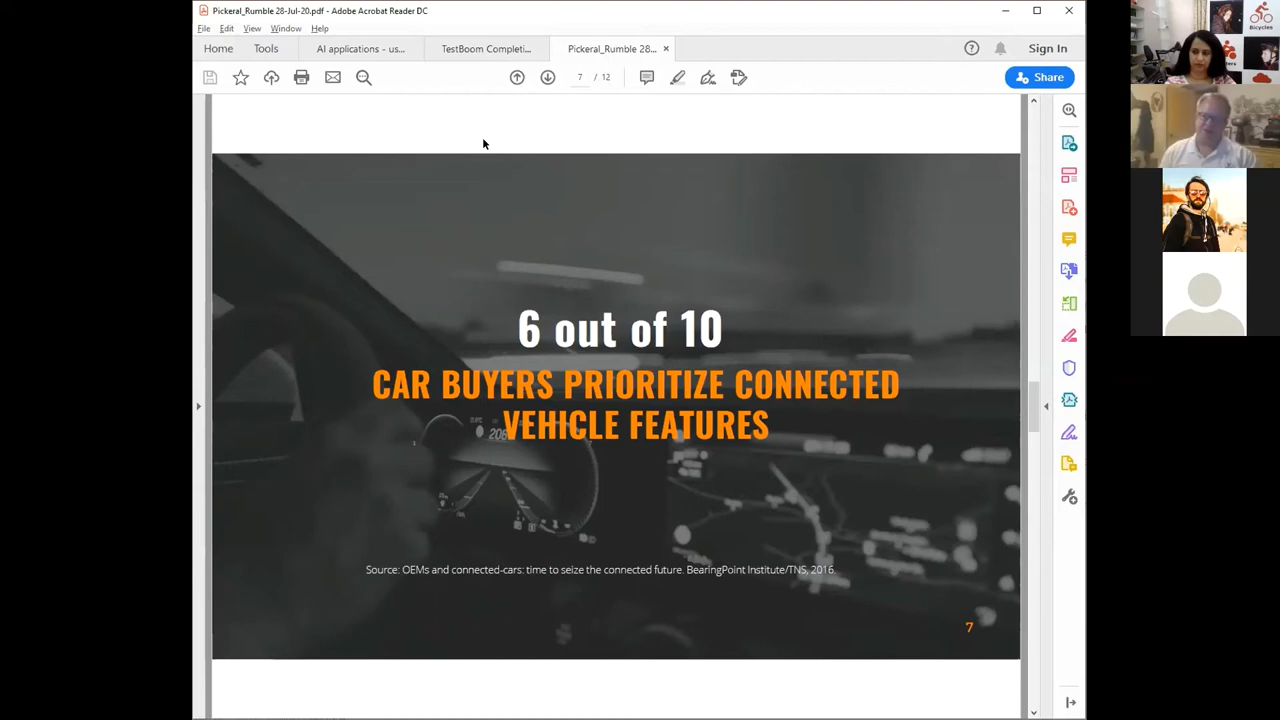 Pickeral_Rumble 28-Jul-20.pdf - Adobe Acrobat Reader DC
File Edit View Window Help
Home Tools AI applications - us... TestBoom Completi... Pickeral_Rumble 28... × Sign In
7 / 12 Share
6 out of 10
CAR BUYERS PRIORITIZE CONNECTED
VEHICLE FEATURES
Source: OEMs and connected-cars: time to seize the connected future. BearingPoint Institute/TNS, 2016.
7
Bicycles